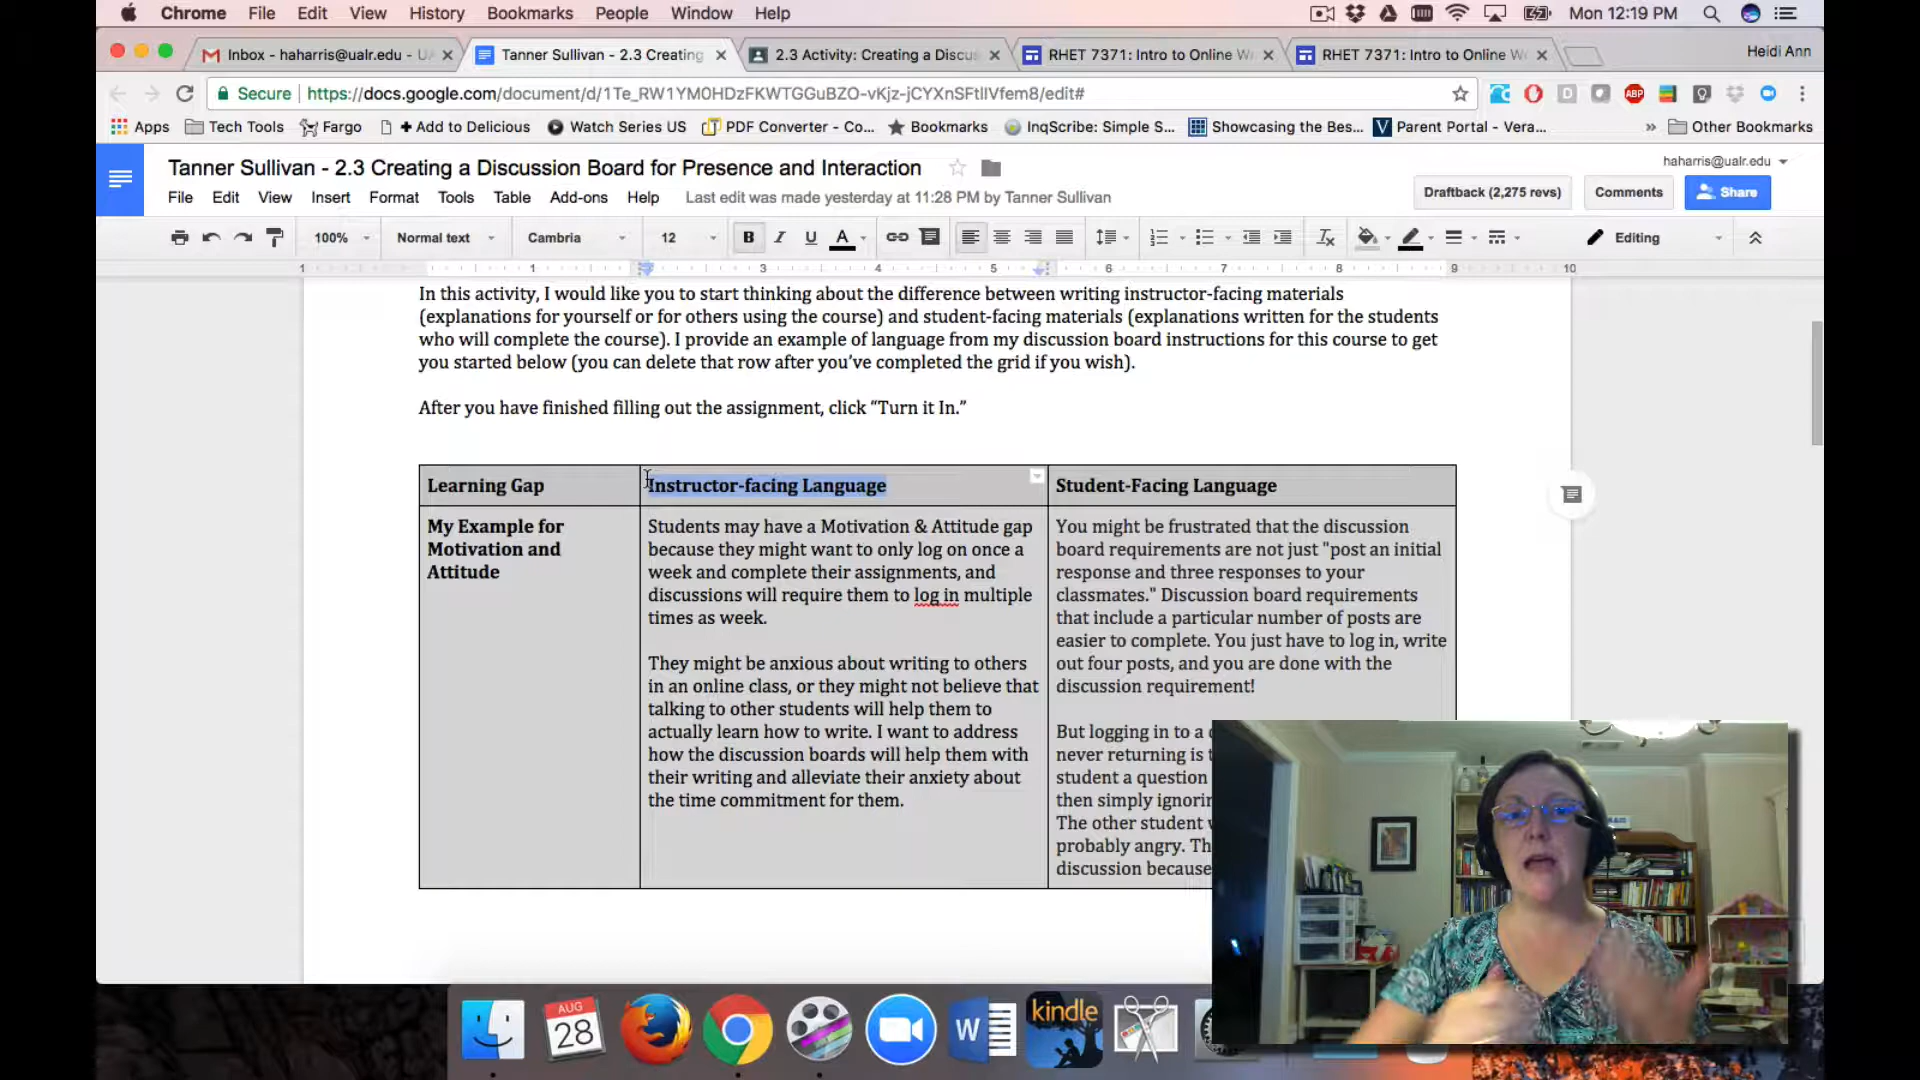 Chrome File Edit View History Bookmarks People Window Help Mon 12:19 PM
Inbox - haharris@ualr.edu - UA
Tanner Sullivan - 2.3 Creating
2.3 Activity: Creating a Discus
RHET 7371: Intro to Online W
RHET 7371: Intro to Online W
Heidi Ann
Secure https://docs.google.com/document/d/1Te_RW1YM0HDzFKWTGGuBZO-vKjz-jCYXnSFtlIVfem8/edit#
Apps Tech Tools Fargo + Add to Delicious Watch Series US PDF Converter - Co... Bookmarks InqScribe: Simple S... Showcasing the Bes... Parent Portal - Vera... » Other Bookmarks
Tanner Sullivan - 2.3 Creating a Discussion Board for Presence and Interaction
haharris@ualr.edu
File Edit View Insert Format Tools Table Add-ons Help Last edit was made yesterday at 11:28 PM by Tanner Sullivan
Draftback (2,275 revs) Comments Share
100% Normal text Cambria 12 B I U A Editing
1 1 3 4 5 6 7 8 9 10
In this activity, I would like you to start thinking about the difference between writing instructor-facing materials
(explanations for yourself or for others using the course) and student-facing materials (explanations written for the students
who will complete the course). I provide an example of language from my discussion board instructions for this course to get
you started below (you can delete that row after you’ve completed the grid if you wish).
After you have finished filling out the assignment, click “Turn it In.”
Learning Gap
Instructor-facing Language
Student-Facing Language
My Example for
Motivation and
Attitude
Students may have a Motivation & Attitude gap
because they might want to only log on once a
week and complete their assignments, and
discussions will require them to log in multiple
times as week.
They might be anxious about writing to others
in an online class, or they might not believe that
talking to other students will help them to
actually learn how to write. I want to address
how the discussion boards will help them with
their writing and alleviate their anxiety about
the time commitment for them.
You might be frustrated that the discussion
board requirements are not just "post an initial
response and three responses to your
classmates." Discussion board requirements
that include a particular number of posts are
easier to complete. You just have to log in, write
out four posts, and you are done with the
discussion requirement!
But logging in to a
never returning is
student a question
then simply
The other student
probably angry.
discussion because
AUG
28
W
kindle